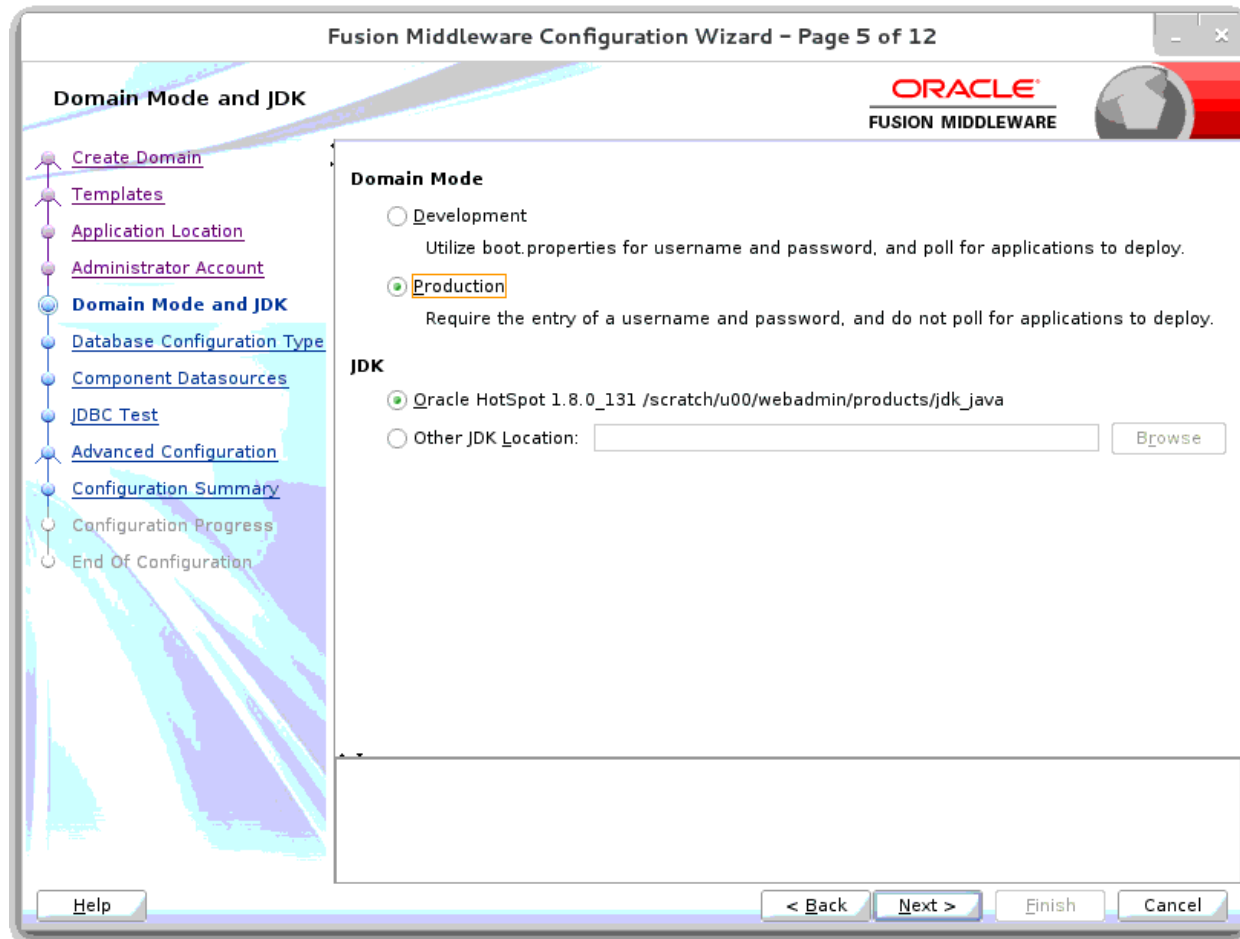 Fusion Middleware Configuration Wizard – Page 5 of 12
Domain Mode and JDK
ORACLE
FUSION MIDDLEWARE
Create Domain
Templates
Application Location
Administrator Account
Domain Mode and JDK
Database Configuration Type
Component Datasources
JDBC Test
Advanced Configuration
Configuration Summary
Configuration Progress
End Of Configuration
Domain Mode
Development
Utilize boot.properties for username and password, and poll for applications to deploy.
Production
Require the entry of a username and password, and do not poll for applications to deploy.
JDK
Oracle HotSpot 1.8.0_131 /scratch/u00/webadmin/products/jdk_java
Other JDK Location:
Browse
Help
< Back
Next >
Finish
Cancel